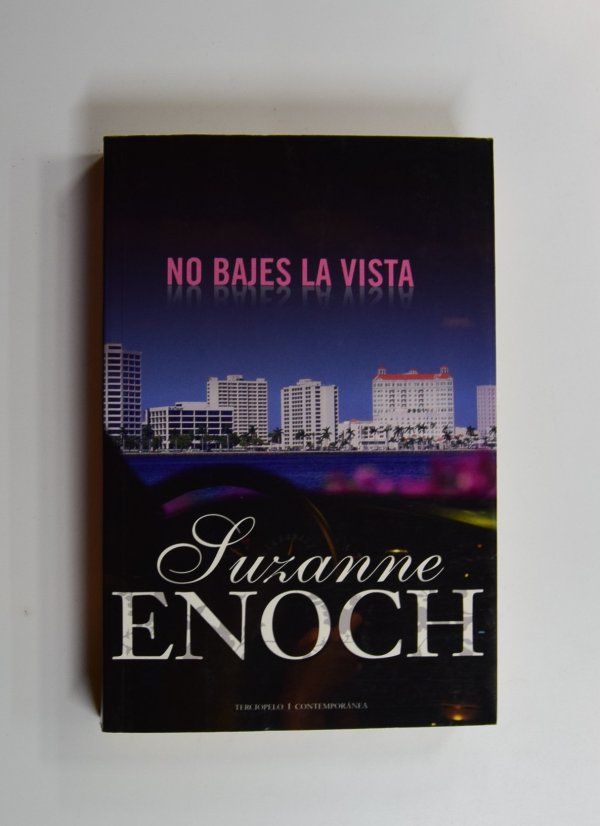 NO BAJES LA VISTA
Suzanne
ENOCH
TERCIOPELO | CONTEMPORÁNEA